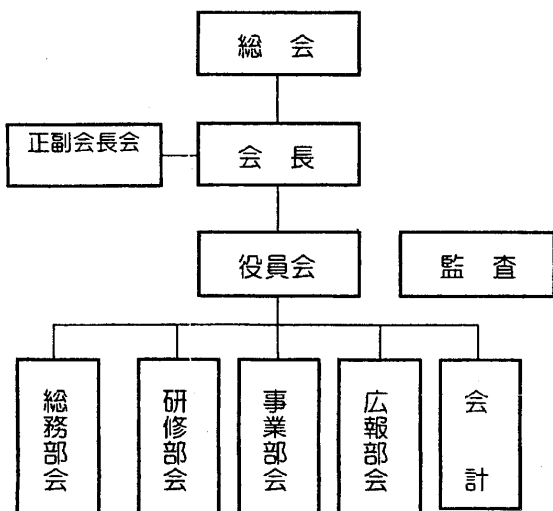 総会
正副会長会
会長
役員会
監査
総務部会
研修部会
事業部会
広報部会
会計